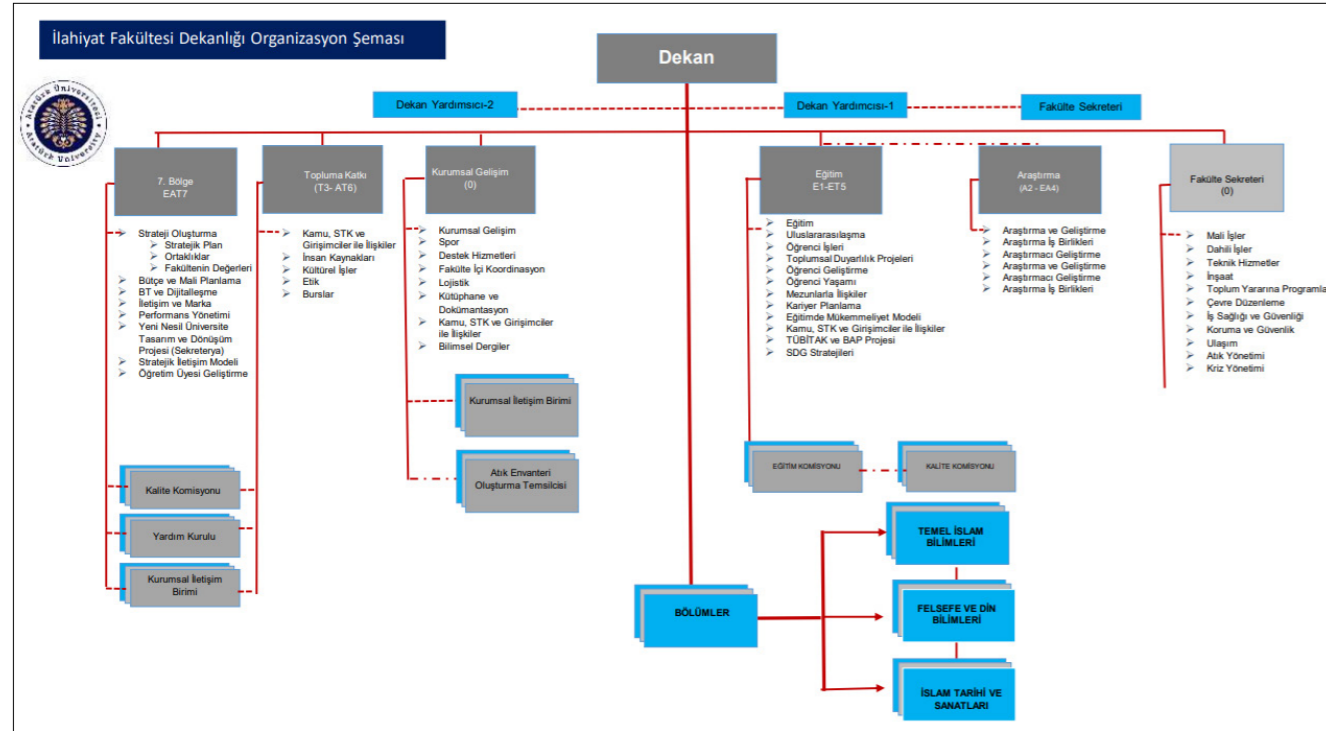 İlahiyat Fakültesi Dekanlığı Organizasyon Şeması
Dekan
Atatürk Üniversitesi
Atatürk University
Dekan Yardımsıcı-2
Dekan Yardımcısı-1
Fakülte Sekreteri
7. Bölge
EAT7
Strateji Oluşturma
Stratejik Plan
Ortaklıklar
Fakültenin Değerleri
Bütçe ve Mali Planlama
BT ve Dijitalleşme
İletişim ve Marka
Performans Yönetimi
Yeni Nesil Üniversite
Tasarım ve Dönüşüm
Projesi (Sekreterya)
Stratejik İletişim Modeli
Öğretim Üyesi Geliştirme
Topluma Katkı
(T3- AT6)
Kamu, STK ve
Girişimciler ile İlişkiler
İnsan Kaynakları
Kültürel İşler
Etik
Burslar
Kurumsal Gelişim
(0)
Kurumsal Gelişim
Spor
Destek Hizmetleri
Fakülte İçi Koordinasyon
Lojistik
Kütüphane ve
Dokümantasyon
Kamu, STK ve Girişimciler
ile İlişkiler
Bilimsel Dergiler
Eğitim
E1-ET5
Eğitim
Uluslararasılaşma
Öğrenci İşleri
Toplumsal Duyarlılık Projeleri
Öğrenci Geliştirme
Öğrenci Yaşamı
Mezunlarla İlişkiler
Kariyer Planlama
Eğitimde Mükemmeliyet Modeli
Kamu, STK ve Girişimciler ile İlişkiler
TÜBİTAK ve BAP Projesi
SDG Stratejileri
Araştırma
(A2 - EA4)
Araştırma ve Geliştirme
Araştırma İş Birlikleri
Araştırmacı Geliştirme
Araştırma ve Geliştirme
Araştırmacı Geliştirme
Araştırma İş Birlikleri
Fakülte Sekreteri
(0)
Mali İşler
Dahili İşler
Teknik Hizmetler
İnşaat
Toplum Yararına Programla
Çevre Düzenleme
İş Sağlığı ve Güvenliği
Koruma ve Güvenlik
Ulaşım
Atık Yönetimi
Kriz Yönetimi
Kalite Komisyonu
Yardım Kurulu
Kurumsal İletişim
Birimi
Kurumsal İletişim Birimi
Atık Envanteri
Oluşturma Temsilcisi
EĞİTİM KOMİSYONU
KALİTE KOMİSYONU
BÖLÜMLER
TEMEL İSLAM
BİLİMLERİ
FELSEFE VE DİN
BİLİMLERİ
İSLAM TARİHİ VE
SANATLARI